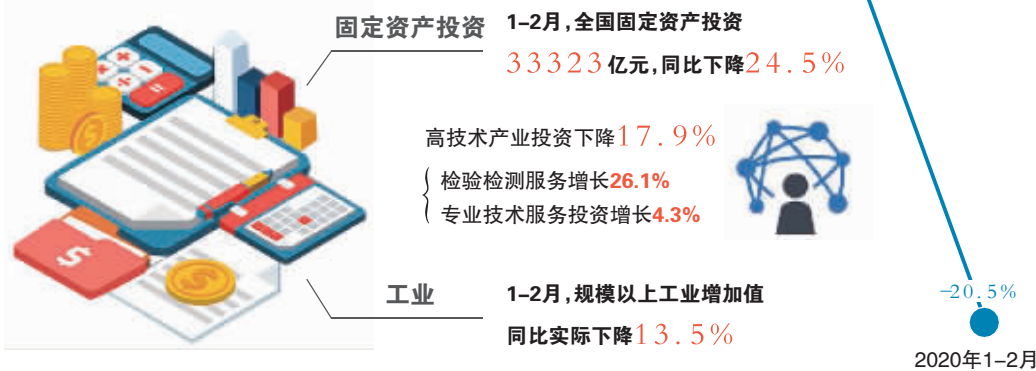 固定资产投资
1–2月,全国固定资产投资
33323亿元,同比下降24.5%
高技术产业投资下降17.9%
检验检测服务增长26.1%
专业技术服务投资增长4.3%
工业
1–2月,规模以上工业增加值
同比实际下降13.5%
-20.5%
2020年1–2月